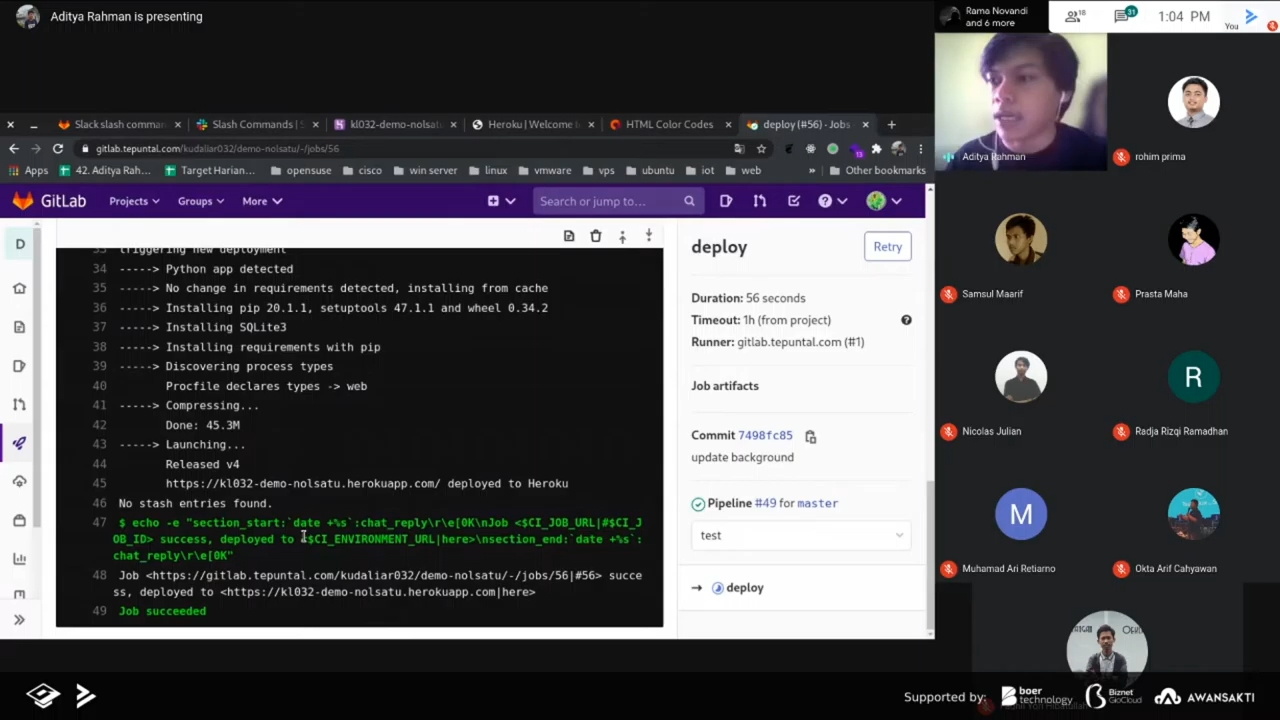 Aditya Rahman is presenting
Rama Novandi
and 6 more
18
31
1:04 PM
You
Slack slash comman
Slash Commands | S
kl032-demo-nolsatu
Heroku | Welcome t
HTML Color Codes
deploy (#56) · Jobs
gitlab.tepuntal.com/kudaliar032/demo-nolsatu/-/jobs/56
Apps
42. Aditya Rah...
Target Harian...
opensuse
cisco
win server
linux
vmware
vps
ubuntu
iot
web
»
Other bookmarks
GitLab
Projects
Groups
More
Search or jump to...
D
33 triggering new deployment
34 -----> Python app detected
35 -----> No change in requirements detected, installing from cache
36 -----> Installing pip 20.1.1, setuptools 47.1.1 and wheel 0.34.2
37 -----> Installing SQLite3
38 -----> Installing requirements with pip
39 -----> Discovering process types
40 Procfile declares types -> web
41 -----> Compressing...
42 Done: 45.3M
43 -----> Launching...
44 Released v4
45 https://kl032-demo-nolsatu.herokuapp.com/ deployed to Heroku
46 No stash entries found.
47 $ echo -e "section_start:`date +%s`:chat_reply\r\e[0K\nJob <$CI_JOB_URL|#$CI_J
OB_ID> success, deployed to <$CI_ENVIRONMENT_URL|here>\nsection_end:`date +%s`:
chat_reply\r\e[0K"
48 Job <https://gitlab.tepuntal.com/kudaliar032/demo-nolsatu/-/jobs/56|#56> succe
ss, deployed to <https://kl032-demo-nolsatu.herokuapp.com|here>
49 Job succeeded
deploy
Retry
Duration: 56 seconds
Timeout: 1h (from project)
Runner: gitlab.tepuntal.com (#1)
Job artifacts
Commit 7498fc85
update background
Pipeline #49 for master
test
→ deploy
Aditya Rahman
rohim prima
Samsul Maarif
Prasta Maha
Nicolas Julian
R
Radja Rizqi Ramadhan
M
Muhamad Ari Retiarno
Okta Arif Cahyawan
Supported by:
boer
technology
Biznet
GioCloud
AWANSAKTI